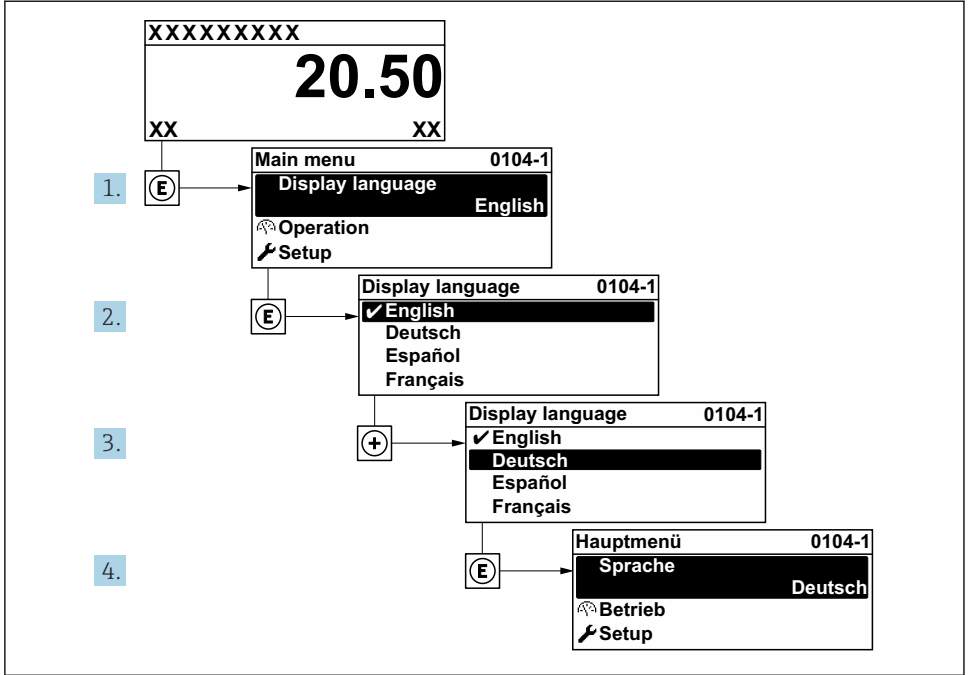 XXXXXXXXX
20.50
XX XX
1. E
Main menu 0104-1
Display language
English
Operation
Setup
2. E
Display language 0104-1
✔English
Deutsch
Español
Français
3. +
Display language 0104-1
✔English
Deutsch
Español
Français
4. E
Hauptmenü 0104-1
Sprache
Deutsch
Betrieb
Setup